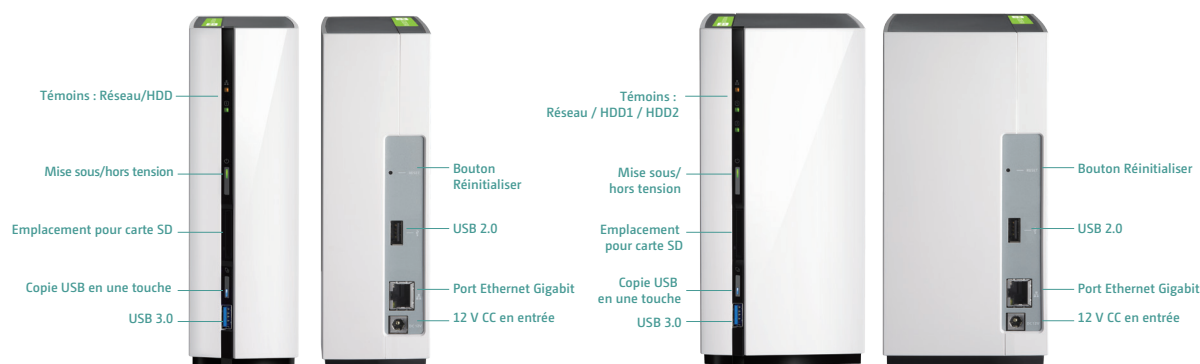 Témoins : Réseau/HDD
Mise sous/hors tension
Emplacement pour carte SD
Copie USB en une touche
USB 3.0
Bouton
Réinitialiser
USB 2.0
Port Ethernet Gigabit
12 V CC en entrée
Témoins :
Réseau / HDD1 / HDD2
Mise sous/
hors tension
Emplacement
pour carte SD
Copie USB
en une touche
USB 3.0
Bouton Réinitialiser
USB 2.0
Port Ethernet Gigabit
12 V CC en entrée